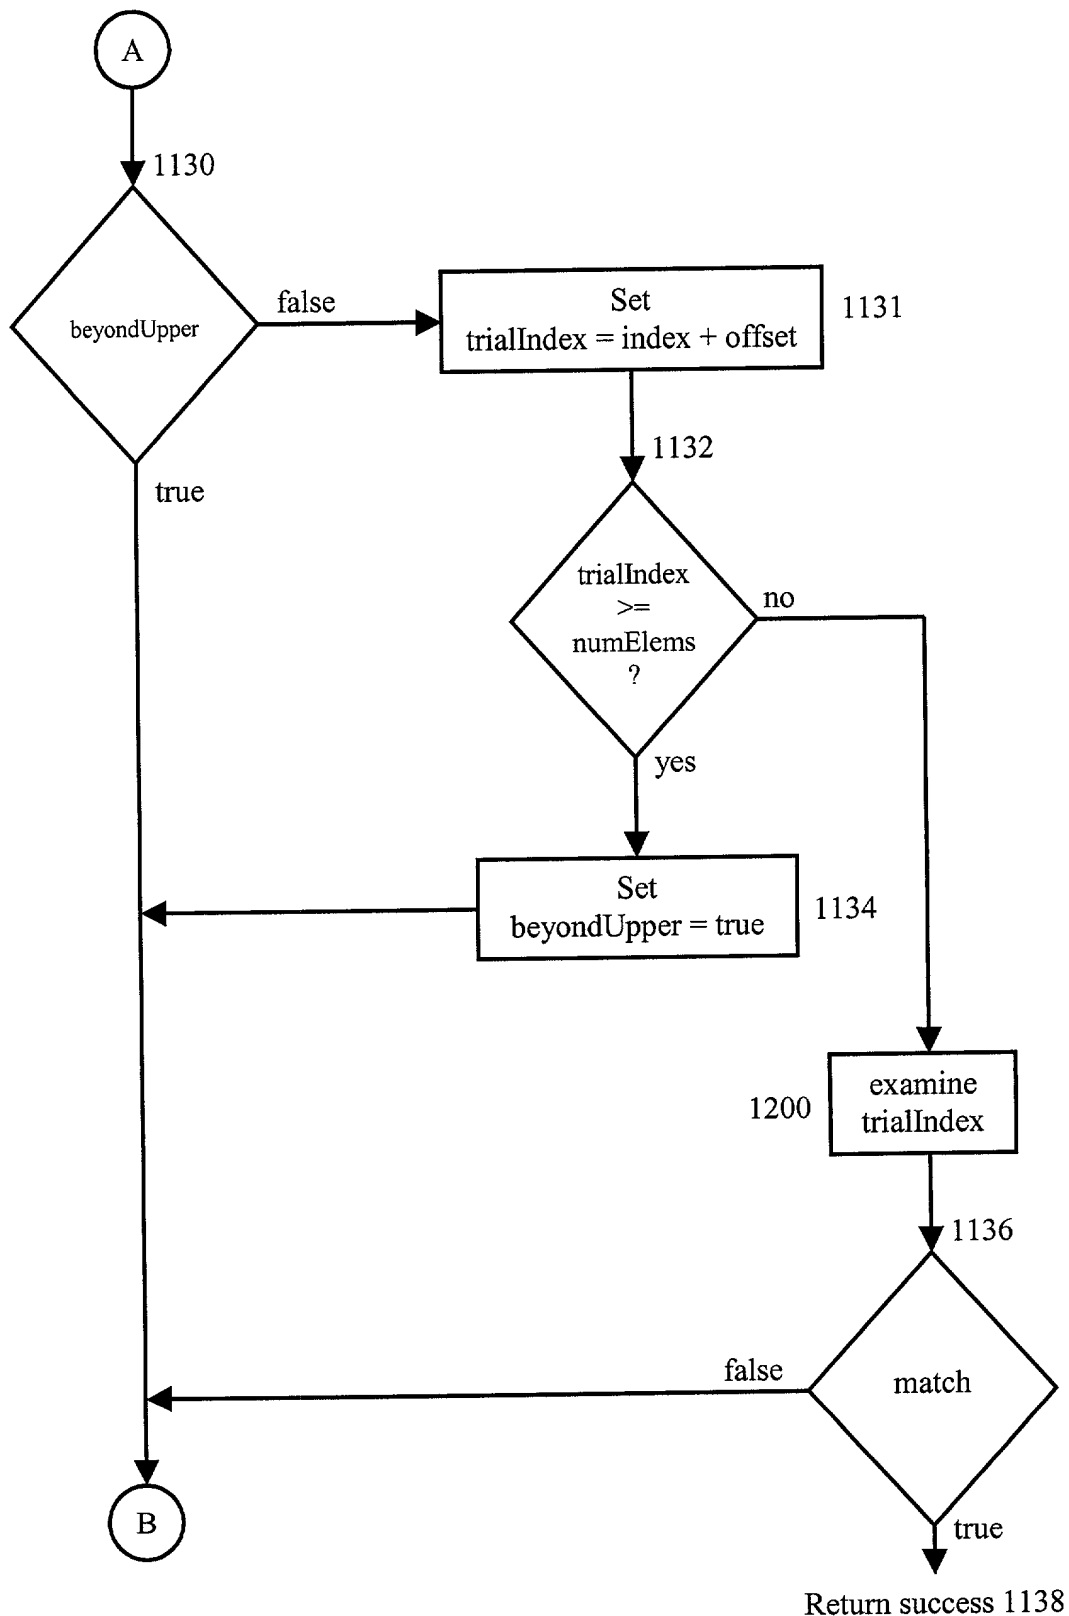 A
1130
beyondUpper
false
Set
trialIndex = index + offset
1131
1132
true
trialIndex
>=
numElems
?
no
yes
Set
beyondUpper = true
1134
1200
examine
trialIndex
1136
false
match
B
true
Return success 1138